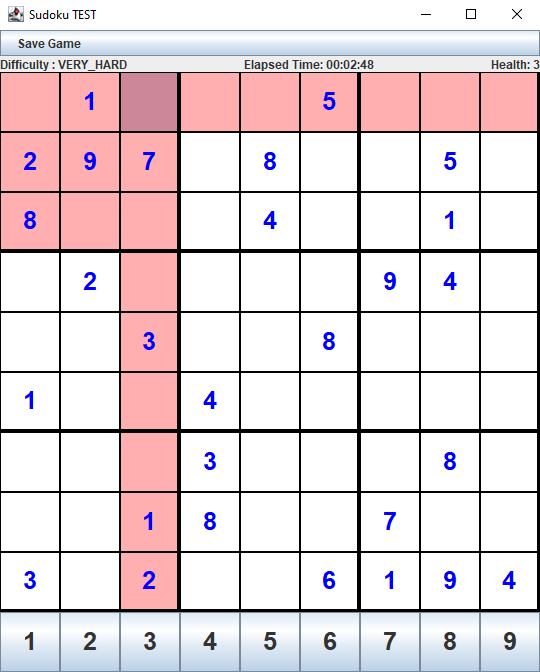 Sudoku TEST
Save Game
Difficulty : VERY_HARD Elapsed Time: 00:02:48 Health: 3
1 5
2 9 7 8 5
8 4 1
2 9 4
3 8
1 4
3 8
1 8 7
3 2 6 1 9 4
1 2 3 4 5 6 7 8 9